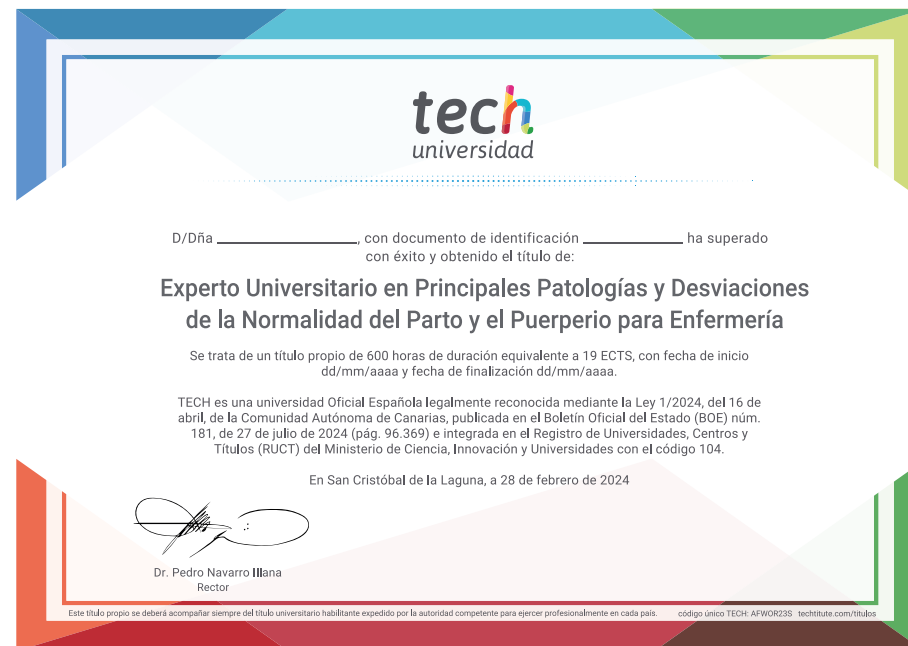 tech
universidad
D/Dña ____________, con documento de identificación ____________ ha superado
con éxito y obtenido el título de:
Experto Universitario en Principales Patologías y Desviaciones
de la Normalidad del Parto y el Puerperio para Enfermería
Se trata de un título propio de 600 horas de duración equivalente a 19 ECTS, con fecha de inicio
dd/mm/aaaa y fecha de finalización dd/mm/aaaa.
TECH es una universidad Oficial Española legalmente reconocida mediante la Ley 1/2024, del 16 de
abril, de la Comunidad Autónoma de Canarias, publicada en el Boletín Oficial del Estado (BOE) núm.
181, de 27 de julio de 2024 (pág. 96.369) e integrada en el Registro de Universidades, Centros y
Títulos (RUCT) del Ministerio de Ciencia, Innovación y Universidades con el código 104.
En San Cristóbal de la Laguna, a 28 de febrero de 2024
Dr. Pedro Navarro Illana
Rector
Este título propio se deberá acompañar siempre del título universitario habilitante expedido por la autoridad competente para ejercer profesionalmente en cada país. código único TECH: AFWOR23S techtitute.com/titulos